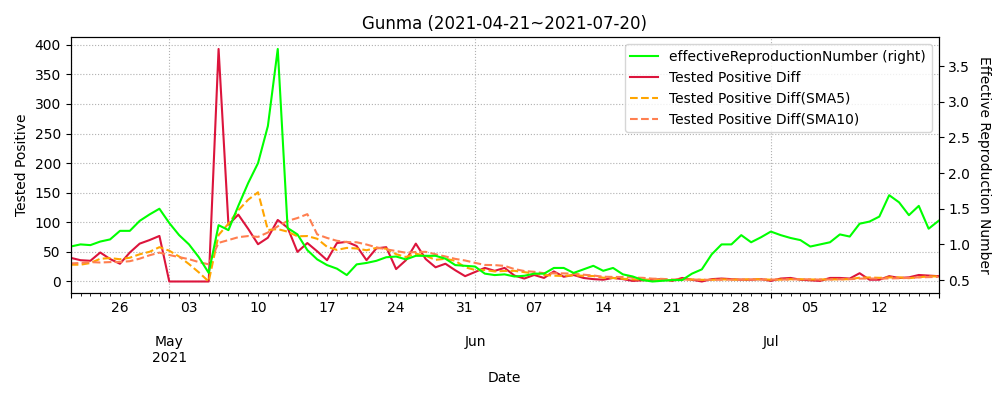 Gunma (2021-04-21~2021-07-20)
effectiveReproductionNumber (right)
Tested Positive Diff
Tested Positive Diff(SMA5)
Tested Positive Diff(SMA10)
Tested Positive
400
350
300
250
200
150
100
50
0
Effective Reproduction Number
3.5
3.0
2.5
2.0
1.5
1.0
0.5
26 03 10 17 24 31 07 14 21 28 05 12
May Jun Jul
2021
Date